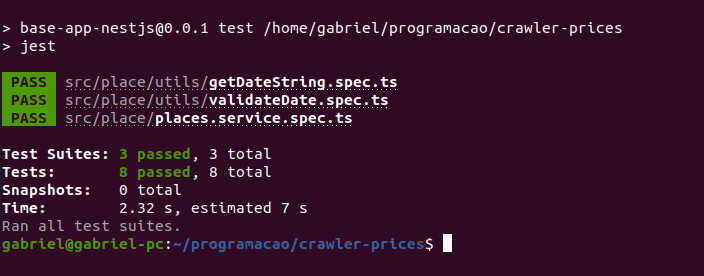 > base-app-nestjs@0.0.1 test /home/gabriel/programacao/crawler-prices
> jest
PASS src/place/utils/getDateString.spec.ts
PASS src/place/utils/validateDate.spec.ts
PASS src/place/places.service.spec.ts
Test Suites: 3 passed, 3 total
Tests: 8 passed, 8 total
Snapshots: 0 total
Time: 2.32 s, estimated 7 s
Ran all test suites.
gabriel@gabriel-pc:~/programacao/crawler-prices$